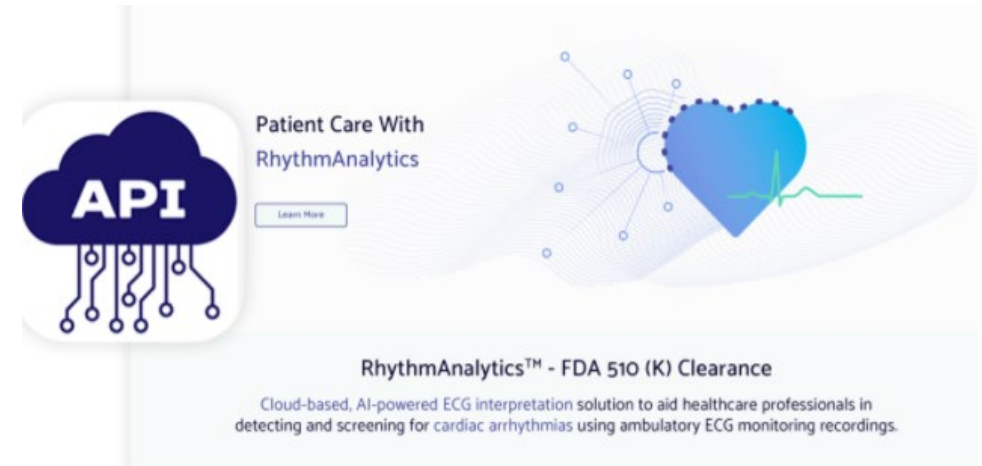 API
Patient Care With
RhythmAnalytics
Learn More
RhythmAnalytics™ - FDA 510 (K) Clearance
Cloud-based, AI-powered ECG interpretation solution to aid healthcare professionals in
detecting and screening for cardiac arrhythmias using ambulatory ECG monitoring recordings.